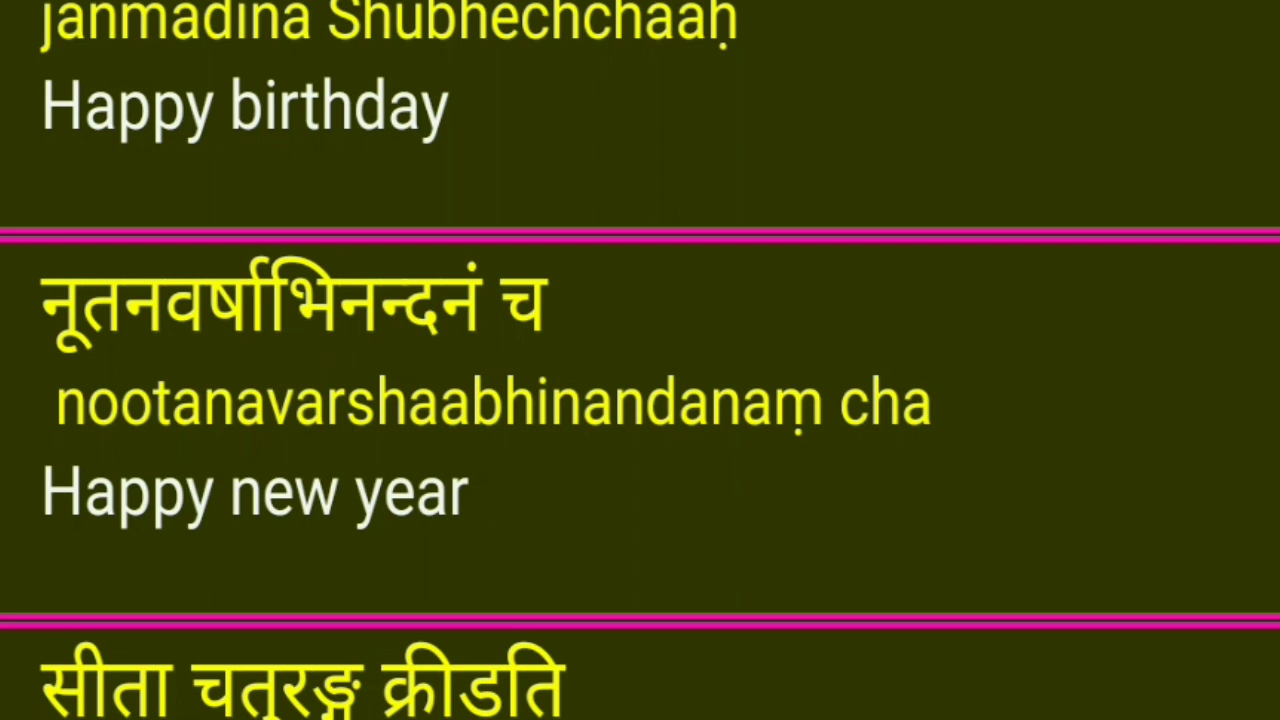 janmadina Shubhechchaaḥ
Happy birthday
नूतनवर्षाभिनन्दनं च
nootanavarshaabhinandanaṃ cha
Happy new year
सीता चतुरङ्ग क्रीडति